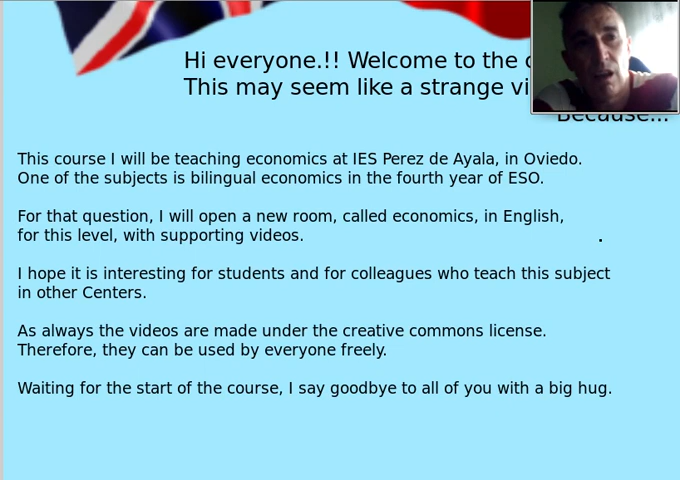 Hi everyone.!! Welcome to the
This may seem like a strange
Because...
This course I will be teaching economics at IES Perez de Ayala, in Oviedo.
One of the subjects is bilingual economics in the fourth year of ESO.
For that question, I will open a new room, called economics, in English,
for this level, with supporting videos.
.
I hope it is interesting for students and for colleagues who teach this subject
in other Centers.
As always the videos are made under the creative commons license.
Therefore, they can be used by everyone freely.
Waiting for the start of the course, I say goodbye to all of you with a big hug.